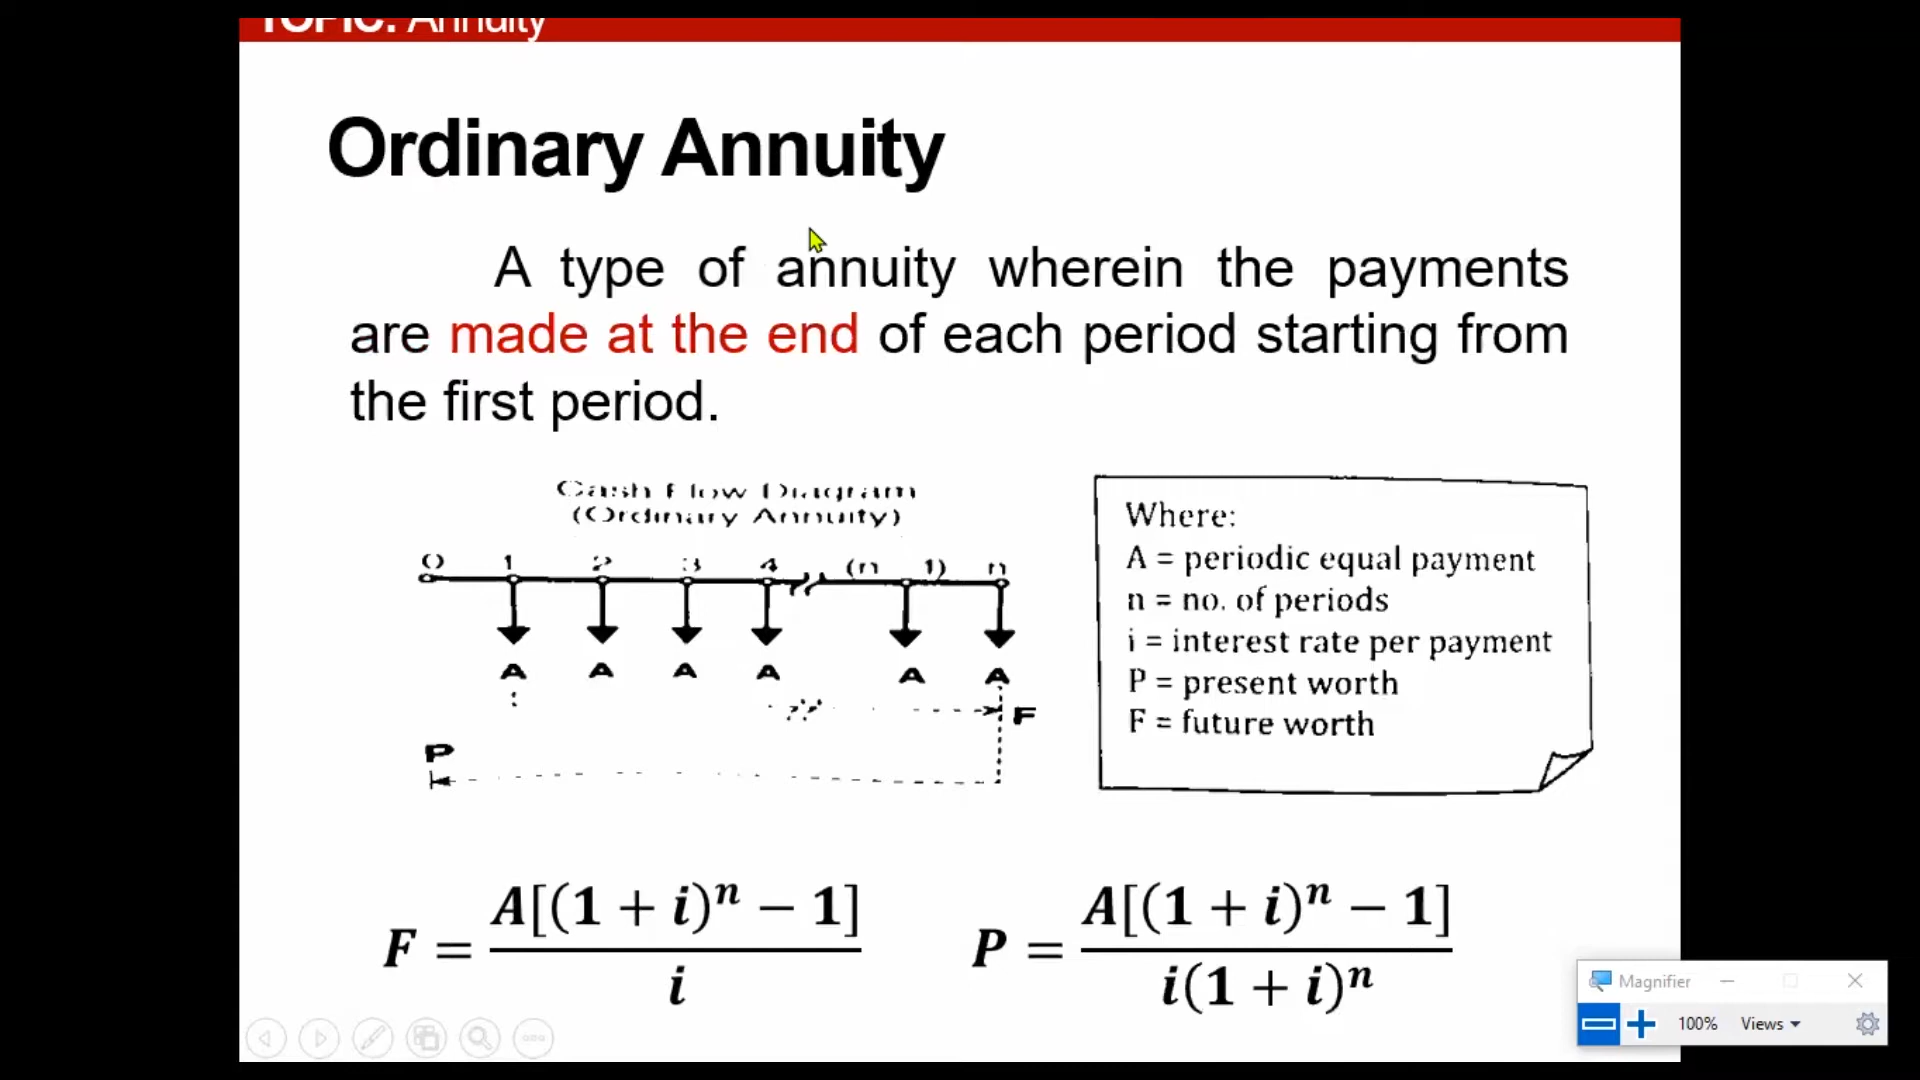 TOPIC: Annuity
Ordinary Annuity
A type of annuity wherein the payments
are made at the end of each period starting from
the first period.
Cash Flow Diagram
(Ordinary Annuity)
0 1 2 3 4 (n 1) n
A A A A A A
F
P
Where:
A = periodic equal payment
n = no. of periods
i = interest rate per payment
P = present worth
F = future worth
F = A[(1 + i)^n − 1] / i
P = A[(1 + i)^n − 1] / i(1 + i)^n
Magnifier
100% Views